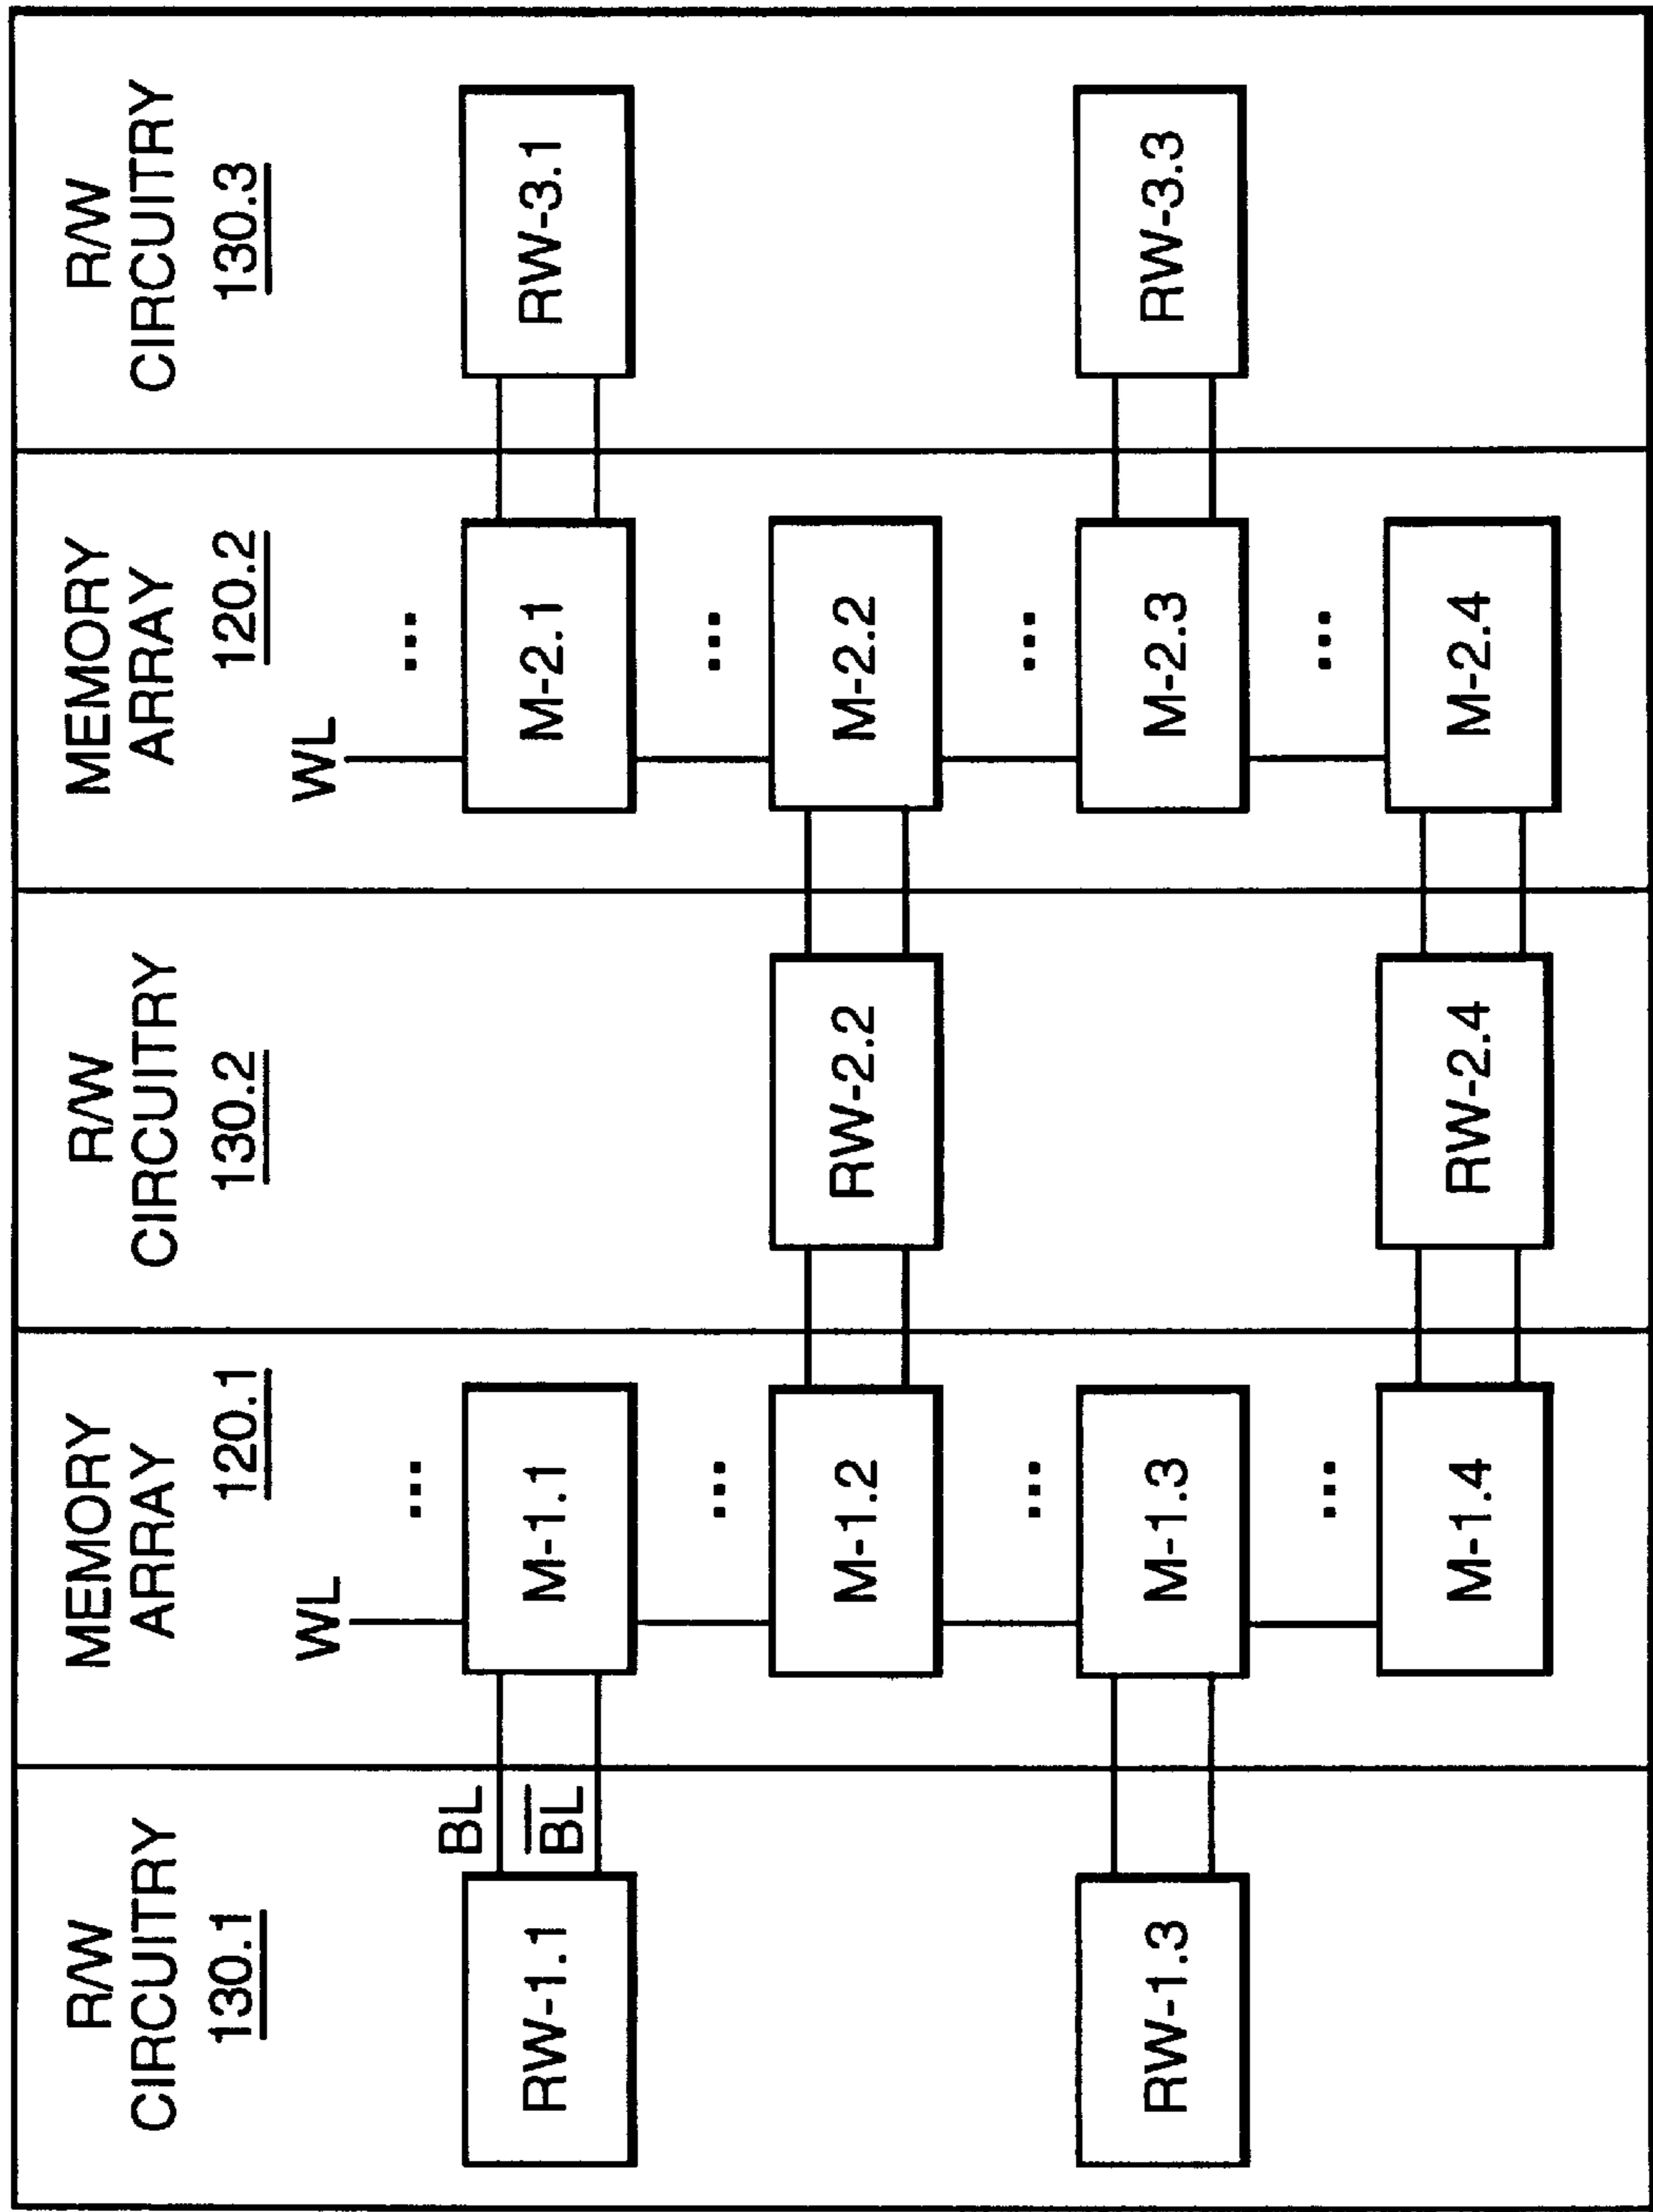 R/W
CIRCUITRY
130.1
MEMORY
ARRAY
120.1
R/W
CIRCUITRY
130.2
MEMORY
ARRAY
120.2
R/W
CIRCUITRY
130.3
WL
WL
...
...
BL
BL
RW-1.1
M-1.1
M-2.1
RW-3.1
...
...
M-1.2
RW-2.2
M-2.2
...
...
RW-1.3
M-1.3
M-2.3
RW-3.3
...
...
M-1.4
RW-2.4
M-2.4